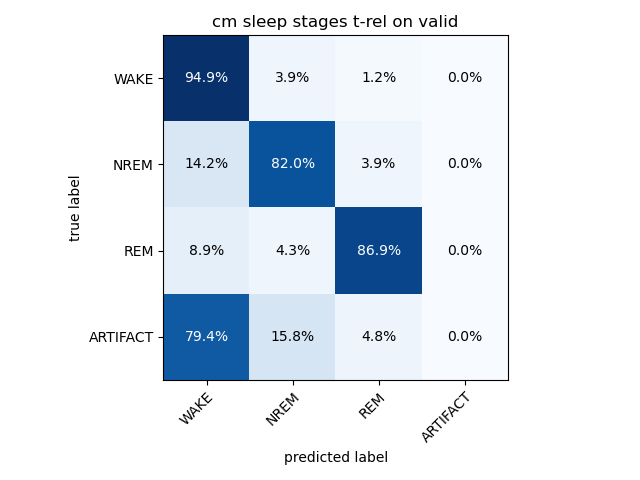 cm sleep stages t-rel on valid
WAKE 94.9% 3.9% 1.2% 0.0%
NREM 14.2% 82.0% 3.9% 0.0%
REM 8.9% 4.3% 86.9% 0.0%
ARTIFACT 79.4% 15.8% 4.8% 0.0%
true label
WAKE NREM REM ARTIFACT
predicted label